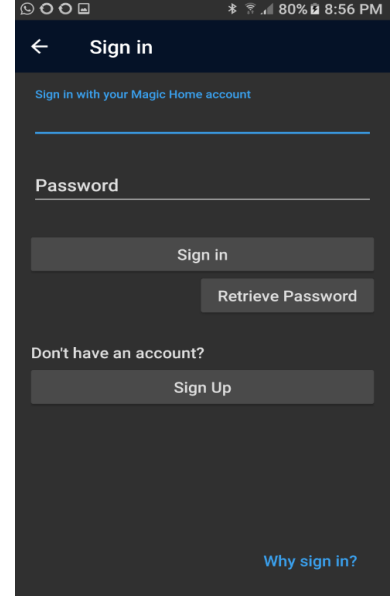 80% 8:56 PM
Sign in
Sign in with your Magic Home account
Password
Sign in
Retrieve Password
Don't have an account?
Sign Up
Why sign in?